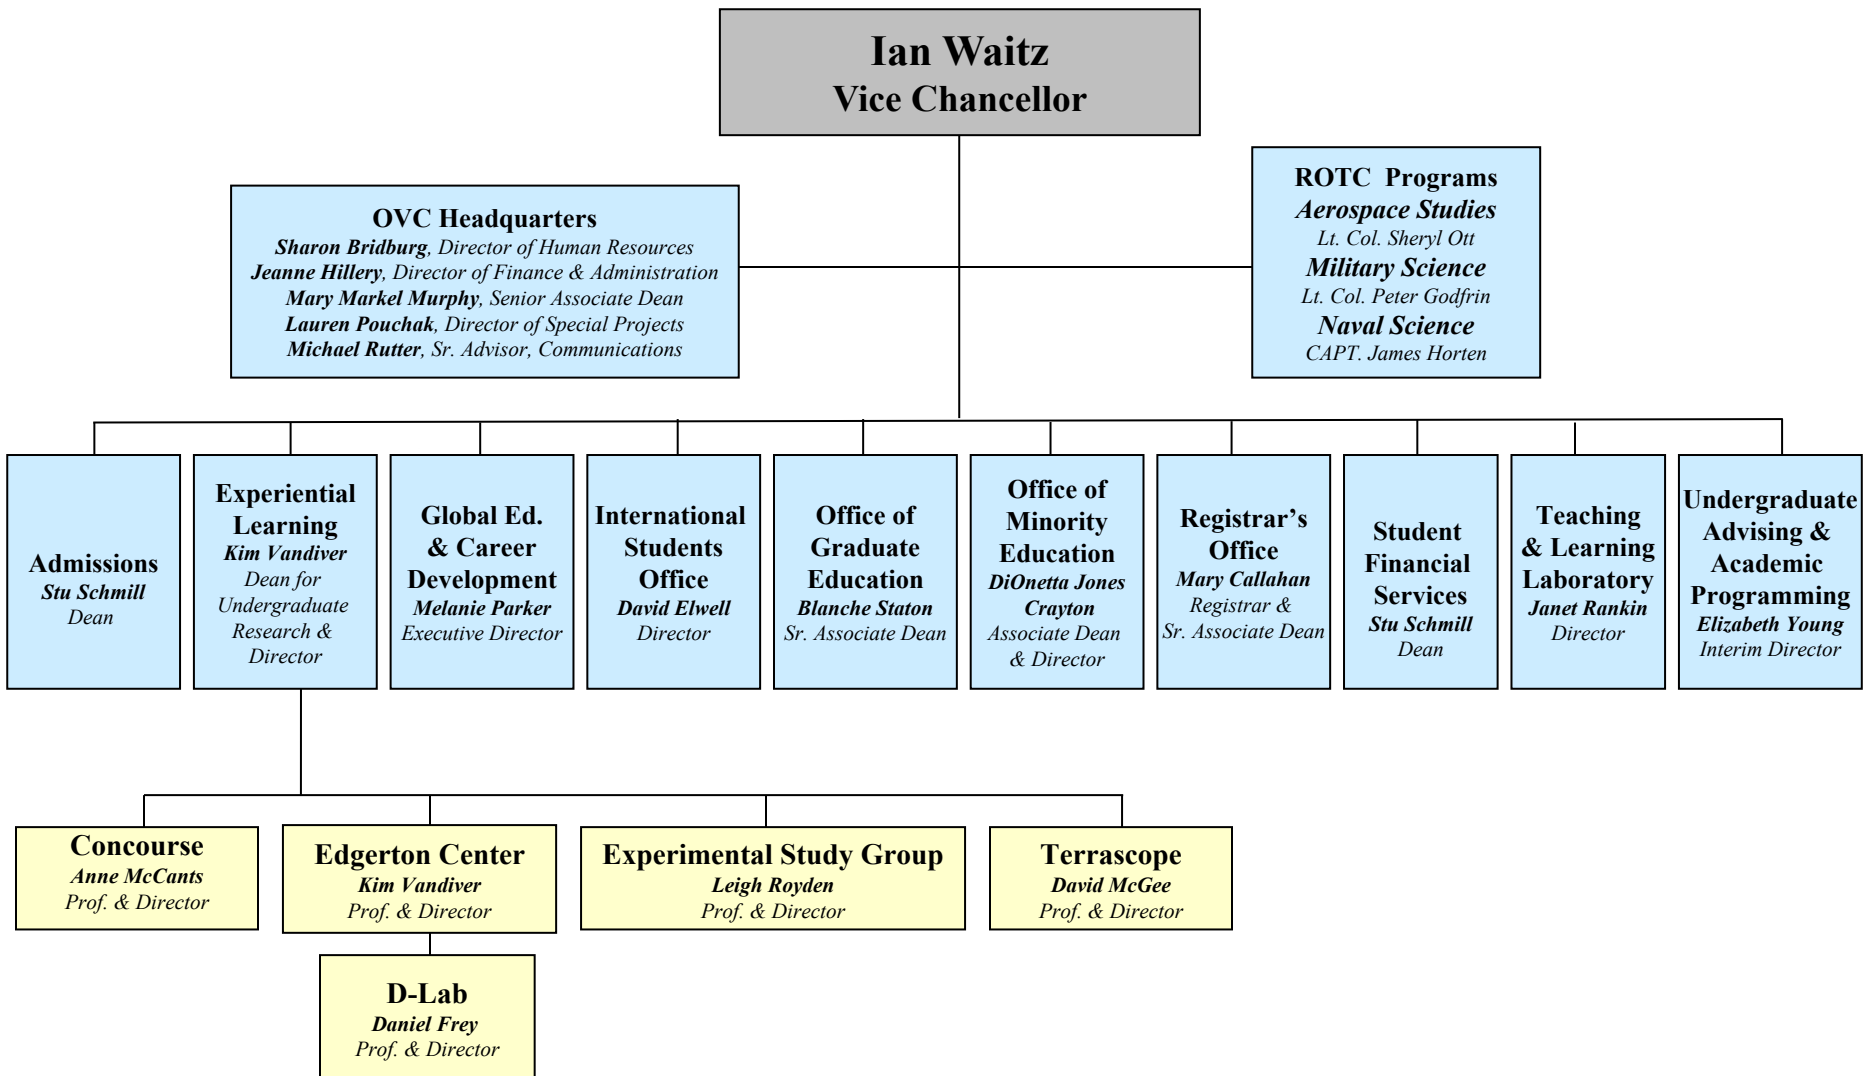 Ian Waitz
Vice Chancellor
OVC Headquarters
Sharon Bridburg, Director of Human Resources
Jeanne Hillery, Director of Finance & Administration
Mary Markel Murphy, Senior Associate Dean
Lauren Pouchak, Director of Special Projects
Michael Rutter, Sr. Advisor, Communications
ROTC Programs
Aerospace Studies
Lt. Col. Sheryl Ott
Military Science
Lt. Col. Peter Godfrin
Naval Science
CAPT. James Horten
Admissions
Stu Schmill
Dean
Experiential
Learning
Kim Vandiver
Dean for
Undergraduate
Research &
Director
Global Ed.
& Career
Development
Melanie Parker
Executive Director
International
Students
Office
David Elwell
Director
Office of
Graduate
Education
Blanche Staton
Sr. Associate Dean
Office of
Minority
Education
DiOnetta Jones
Crayton
Associate Dean
& Director
Registrar’s
Office
Mary Callahan
Registrar &
Sr. Associate Dean
Student
Financial
Services
Stu Schmill
Dean
Teaching
& Learning
Laboratory
Janet Rankin
Director
Undergraduate
Advising &
Academic
Programming
Elizabeth Young
Interim Director
Concourse
Anne McCants
Prof. & Director
Edgerton Center
Kim Vandiver
Prof. & Director
Experimental Study Group
Leigh Royden
Prof. & Director
Terrascope
David McGee
Prof. & Director
D-Lab
Daniel Frey
Prof. & Director